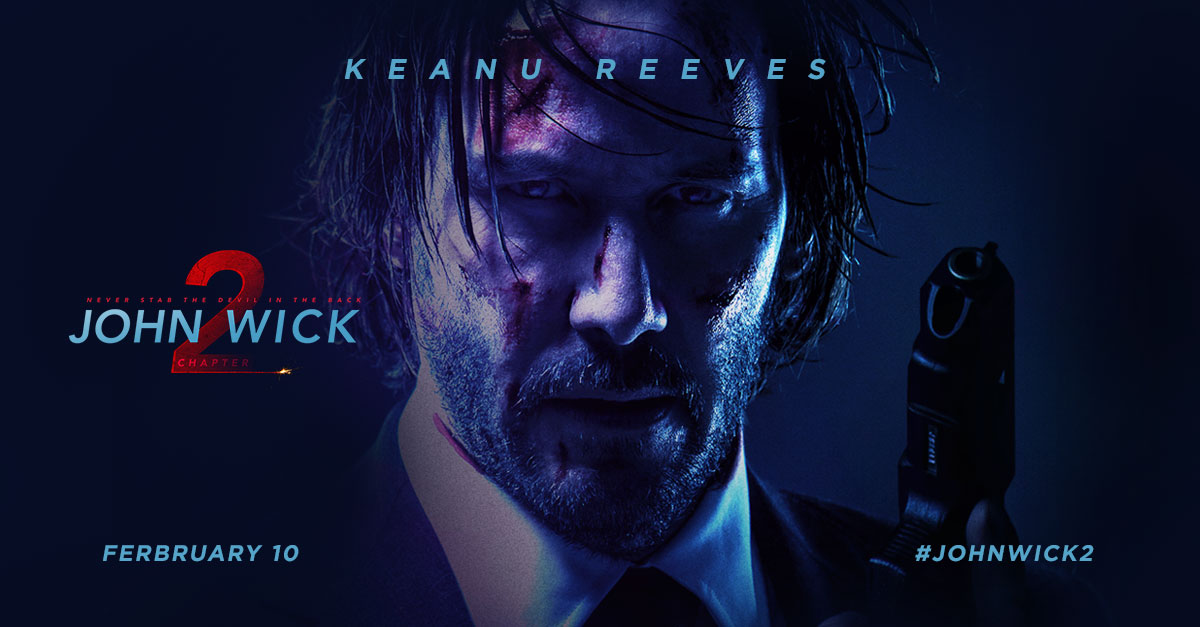 KEANU REEVES
2
NEVER STAB THE DEVIL IN THE BACK
JOHN WICK
CHAPTER
FERBRUARY 10
#JOHNWICK2